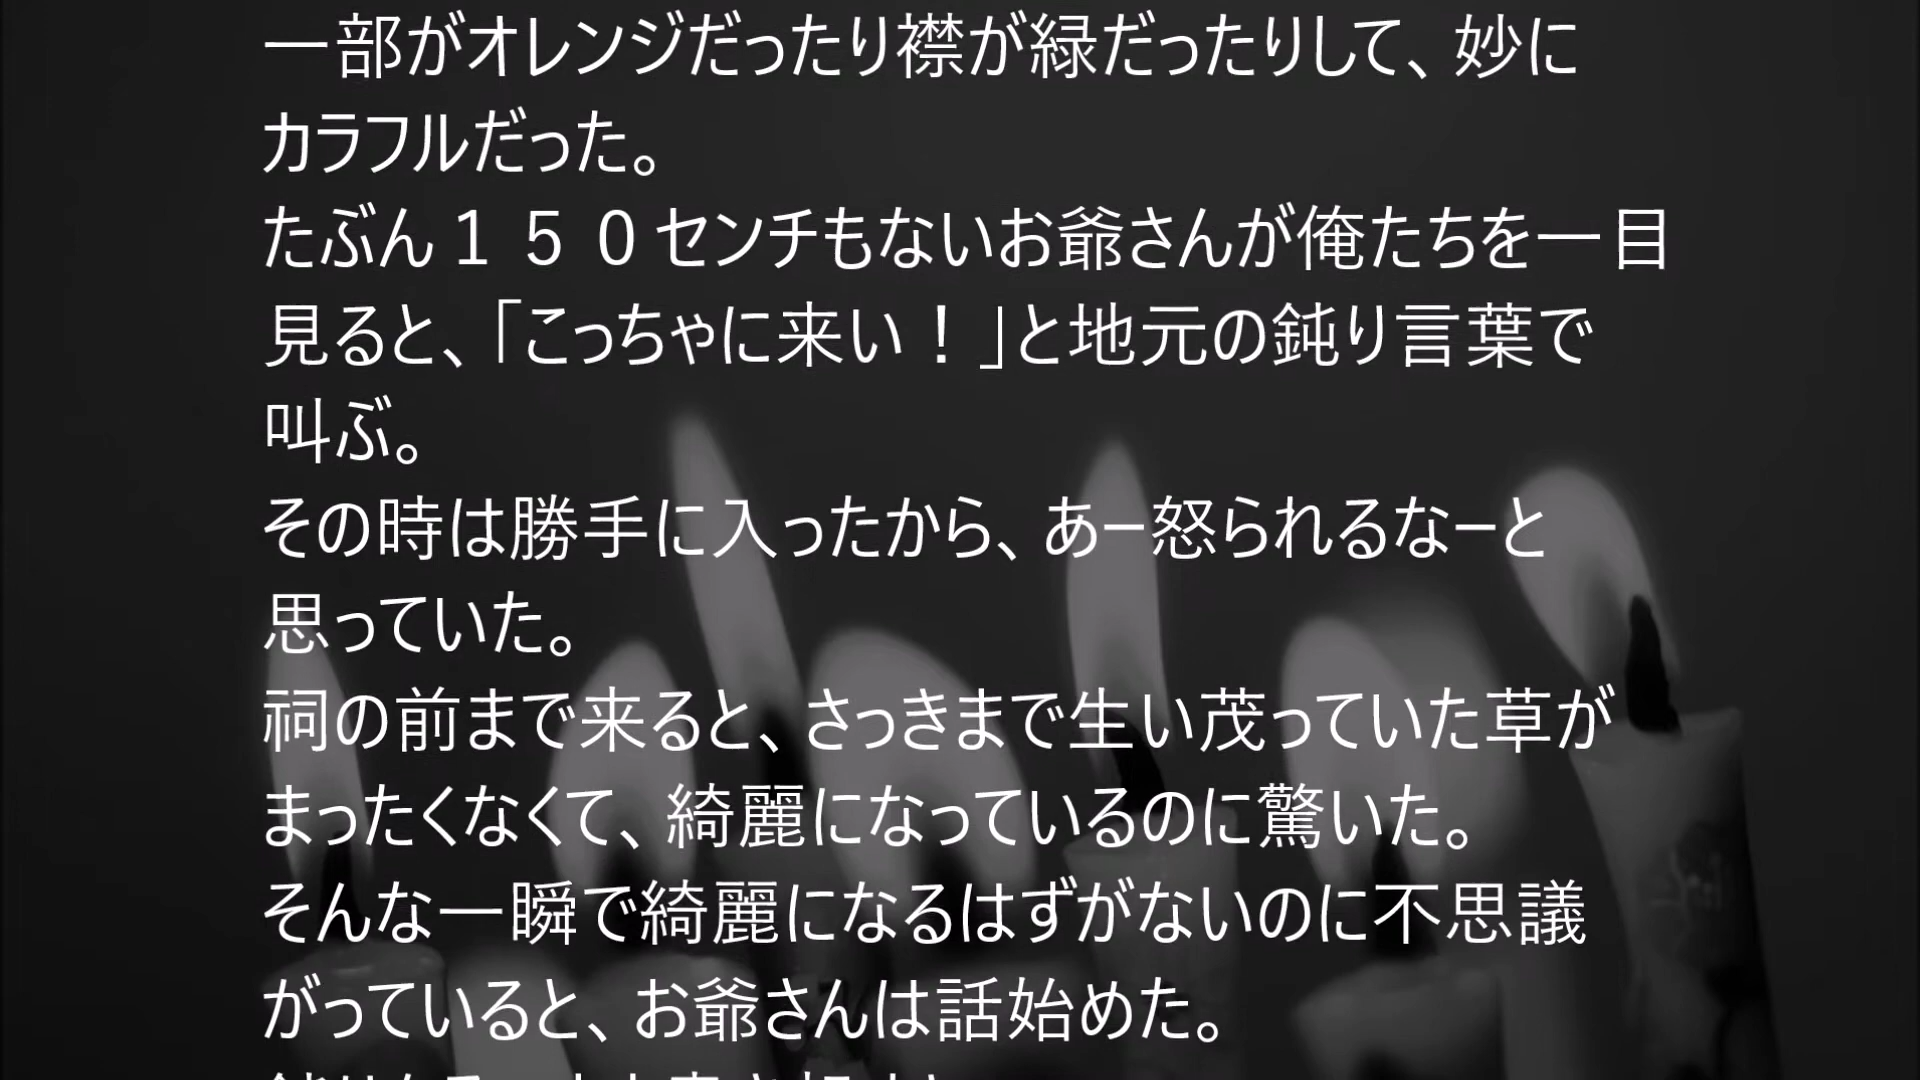 一部がオレンジだったり襟が緑だったりして、妙に
カラフルだった。
たぶん１５０センチもないお爺さんが俺たちを一目
見ると、「こっちゃに来い！」と地元の鈍り言葉で
叫ぶ。
その時は勝手に入ったから、あー怒られるなーと
思っていた。
祠の前まで来ると、さっきまで生い茂っていた草が
まったくなくて、綺麗になっているのに驚いた。
そんな一瞬で綺麗になるはずがないのに不思議
がっていると、お爺さんは話始めた。